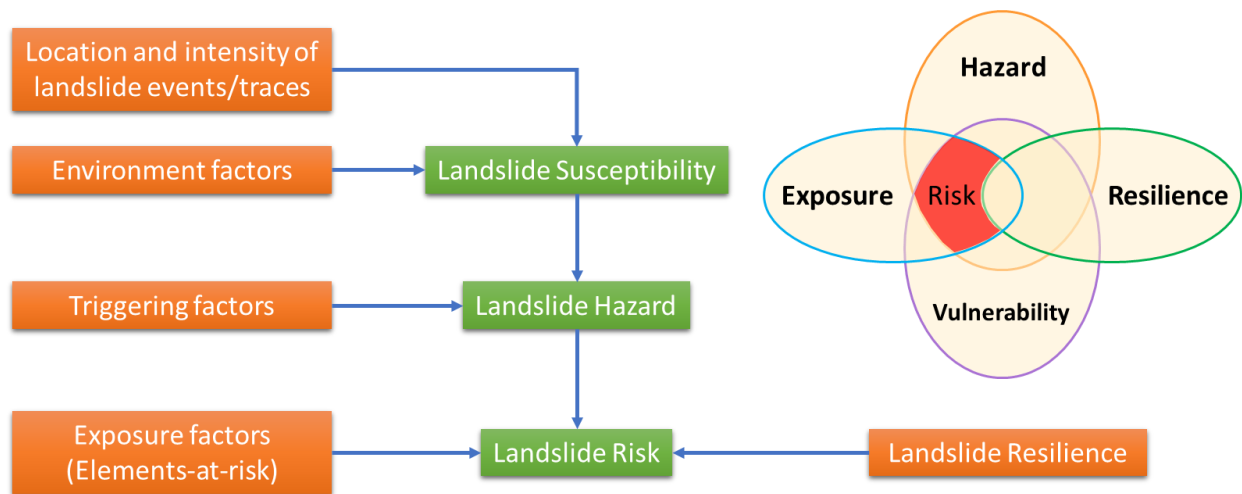 Location and intensity of
landslide events/traces
Environment factors
Landslide Susceptibility
Triggering factors
Landslide Hazard
Exposure factors
(Elements-at-risk)
Landslide Risk
Landslide Resilience
Hazard
Exposure
Risk
Resilience
Vulnerability